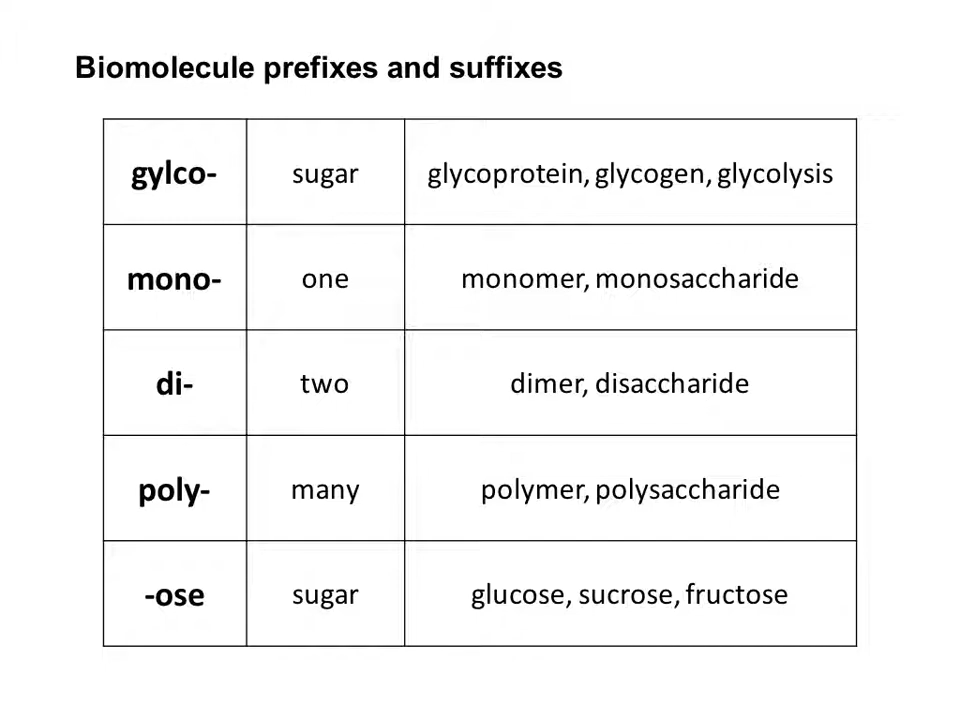 Biomolecule prefixes and suffixes
gylco- sugar glycoprotein, glycogen, glycolysis
mono- one monomer, monosaccharide
di- two dimer, disaccharide
poly- many polymer, polysaccharide
-ose sugar glucose, sucrose, fructose